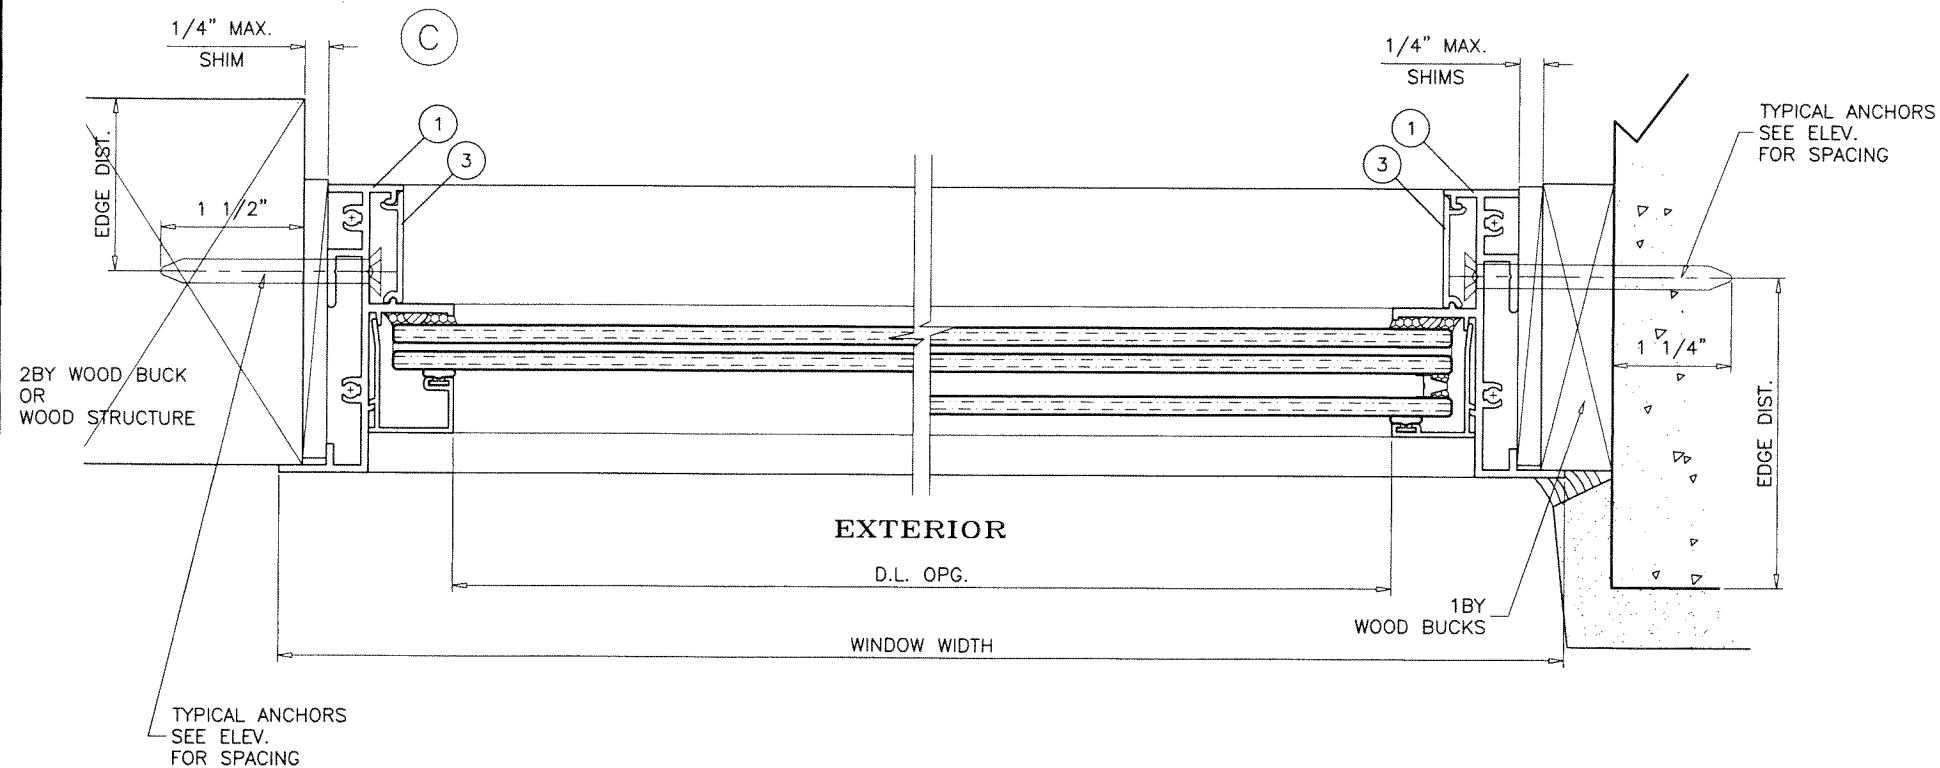 1/4" MAX.
SHIM
C
1/4" MAX.
SHIMS
1
3
1
3
TYPICAL ANCHORS
SEE ELEV.
FOR SPACING
EDGE DIST.
1 1/2"
2BY WOOD BUCK
OR
WOOD STRUCTURE
1 1/4"
EDGE DIST.
EXTERIOR
D.L. OPG.
1BY
WOOD BUCKS
WINDOW WIDTH
TYPICAL ANCHORS
SEE ELEV.
FOR SPACING